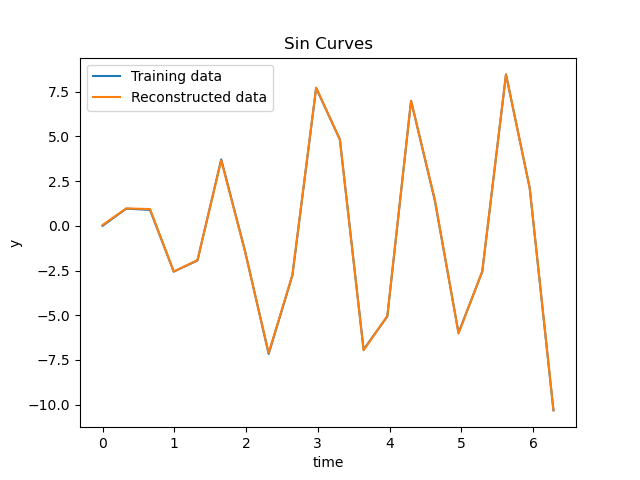 Sin Curves
Training data
Reconstructed data
7.5
5.0
2.5
0.0
−2.5
−5.0
−7.5
−10.0
y
0 1 2 3 4 5 6
time